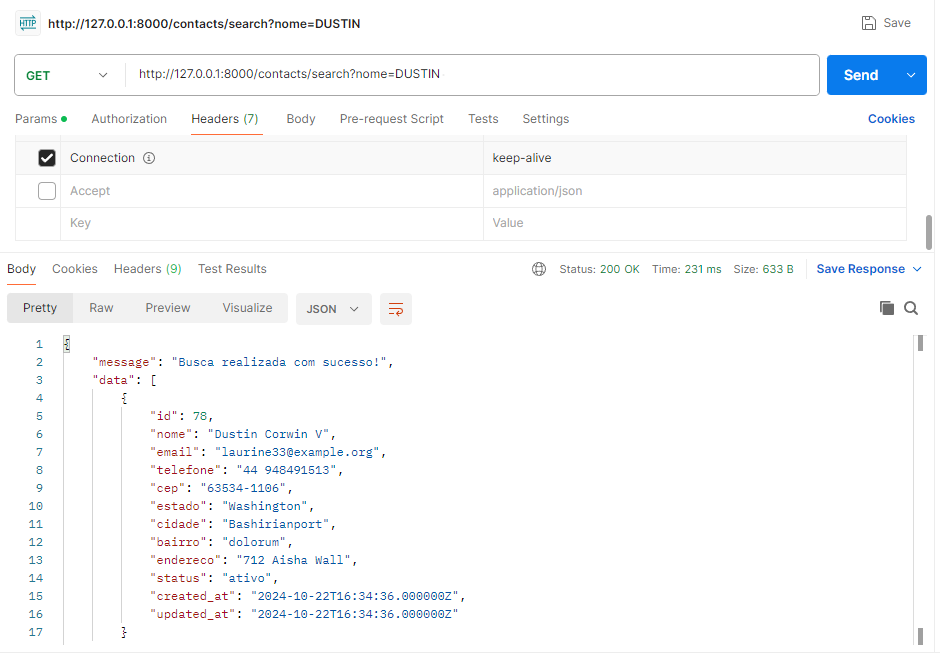 HTTP http://127.0.0.1:8000/contacts/search?nome=DUSTIN Save
GET http://127.0.0.1:8000/contacts/search?nome=DUSTIN Send
Params Authorization Headers (7) Body Pre-request Script Tests Settings Cookies
Connection keep-alive
Accept application/json
Key Value
Body Cookies Headers (9) Test Results Status: 200 OK Time: 231 ms Size: 633 B Save Response
Pretty Raw Preview Visualize JSON
1 {
2 "message": "Busca realizada com sucesso!",
3 "data": [
4 {
5 "id": 78,
6 "nome": "Dustin Corwin V",
7 "email": "laurine33@example.org",
8 "telefone": "44 948491513",
9 "cep": "63534-1106",
10 "estado": "Washington",
11 "cidade": "Bashirianport",
12 "bairro": "dolorum",
13 "endereco": "712 Aisha Wall",
14 "status": "ativo",
15 "created_at": "2024-10-22T16:34:36.000000Z",
16 "updated_at": "2024-10-22T16:34:36.000000Z"
17 }